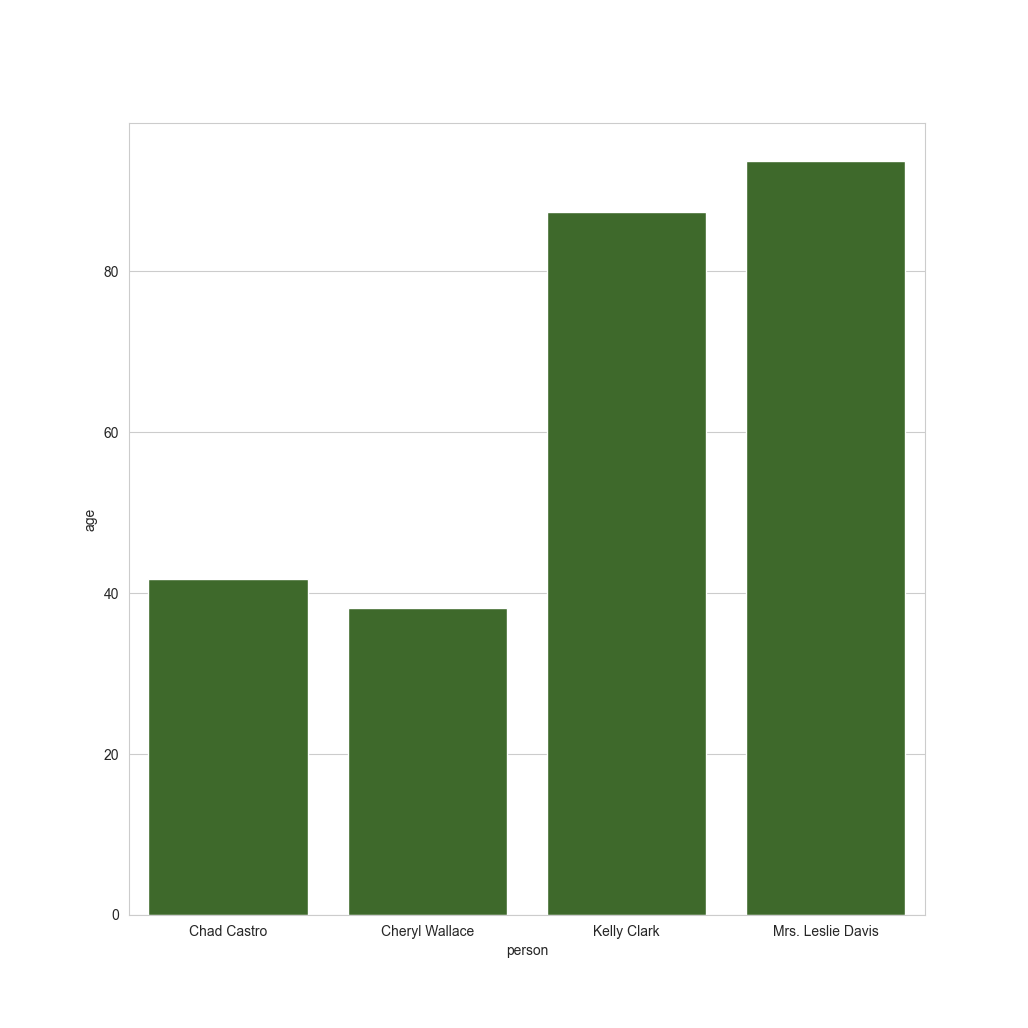 80
60
40
20
0
age
Chad Castro
Cheryl Wallace
Kelly Clark
Mrs. Leslie Davis
person